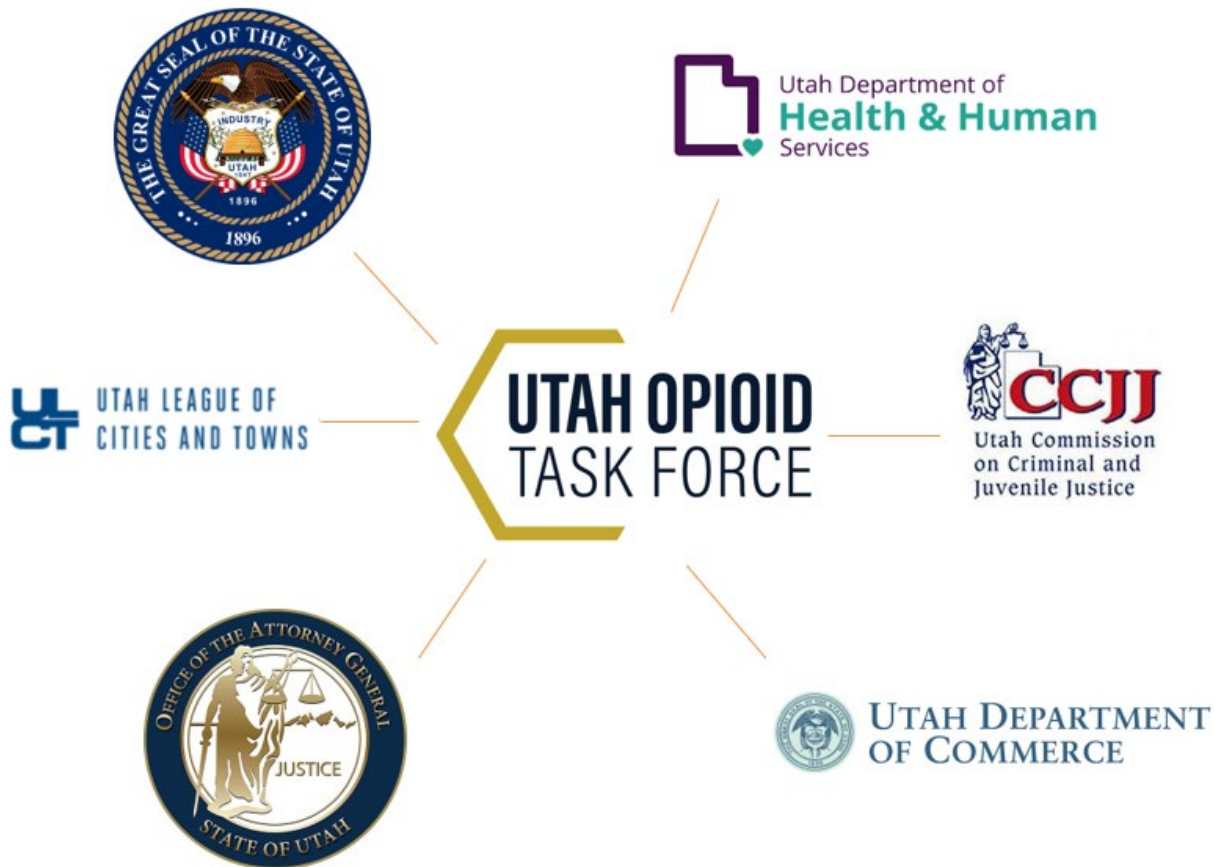 THE GREAT SEAL OF THE STATE OF UTAH
INDUSTRY
UTAH
1847
1896
1896
Utah Department of
Health & Human
Services
UTAH OPIOID
TASK FORCE
ULCT
UTAH LEAGUE OF
CITIES AND TOWNS
CCJJ
Utah Commission
on Criminal and
Juvenile Justice
OFFICE OF THE ATTORNEY GENERAL
JUSTICE
STATE OF UTAH
UTAH DEPARTMENT
OF COMMERCE